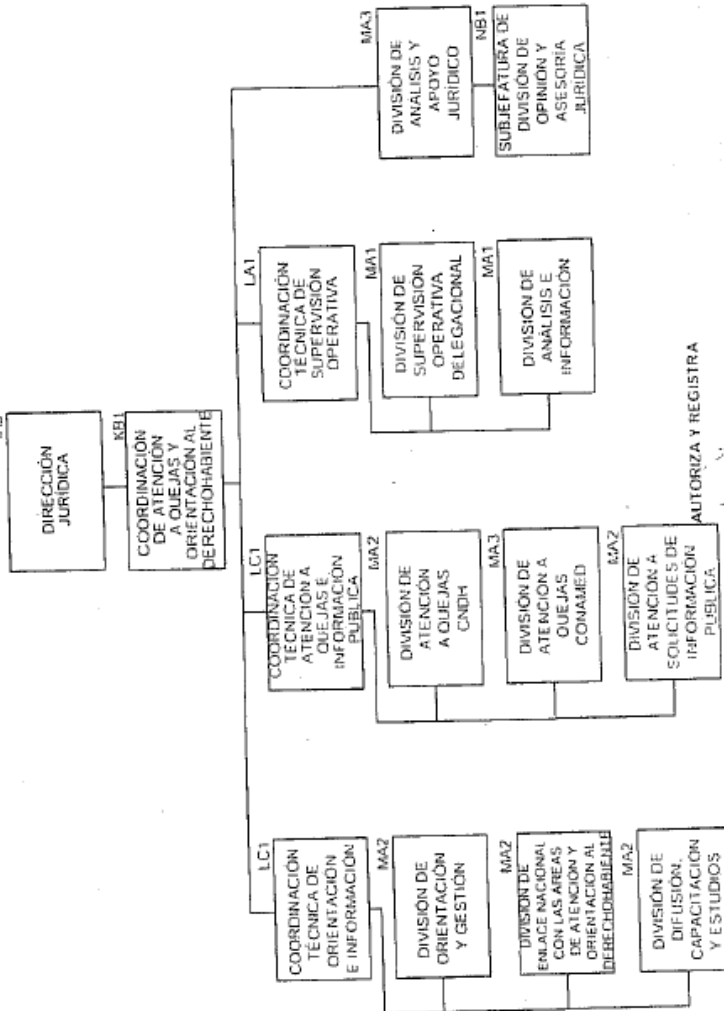 DIRECCIÓN
JURÍDICA
KB1
COORDINACIÓN
DE ATENCIÓN
A QUEJAS Y
ORIENTACIÓN AL
DERECHOHABIENTE
LC1
COORDINACIÓN
TÉCNICA DE
ORIENTACIÓN
E INFORMACIÓN
MA2
DIVISIÓN DE
ORIENTACIÓN
Y GESTIÓN
MA2
DIVISIÓN DE
ENLACE NACIONAL
CON LAS ÁREAS
DE ATENCIÓN Y
ORIENTACIÓN AL
DERECHOHABIENTE
MA2
DIVISIÓN DE
DIFUSIÓN,
CAPACITACIÓN
Y ESTUDIOS
LC1
COORDINACIÓN
TÉCNICA DE
ATENCIÓN A
QUEJAS E
INFORMACIÓN
PÚBLICA
MA2
DIVISIÓN DE
ATENCIÓN
A QUEJAS
CNDH
MA3
DIVISIÓN DE
ATENCIÓN A
QUEJAS
CONAMED
MA2
DIVISIÓN DE
ATENCIÓN A
SOLICITUDES DE
INFORMACIÓN
PÚBLICA
LA1
COORDINACIÓN
TÉCNICA DE
SUPERVISIÓN
OPERATIVA
MA1
DIVISIÓN DE
SUPERVISIÓN
OPERATIVA
DELEGACIONAL
MA1
DIVISIÓN DE
ANÁLISIS E
INFORMACIÓN
MA3
DIVISIÓN DE
ANÁLISIS Y
APOYO
JURÍDICO
NB1
SUBJEFATURA DE
DIVISIÓN DE
OPINIÓN Y
ASESORÍA
JURÍDICA
AUTORIZA Y REGISTRA